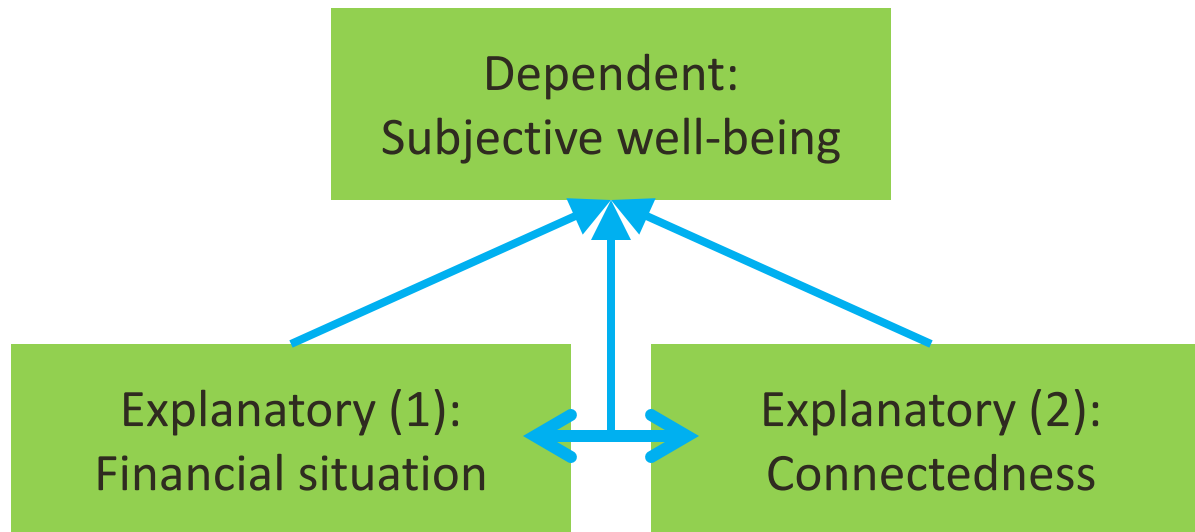 Dependent:
Subjective well-being
Explanatory (1):
Financial situation
Explanatory (2):
Connectedness